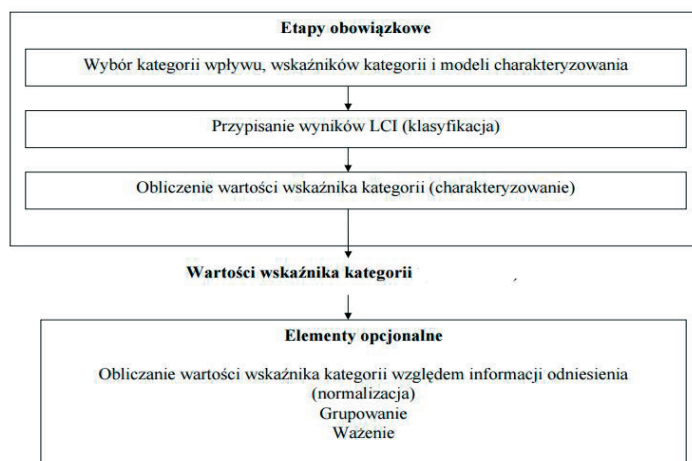 Etapy obowiązkowe
Wybór kategorii wpływu, wskaźników kategorii i modeli charakteryzowania
Przypisanie wyników LCI (klasyfikacja)
Obliczenie wartości wskaźnika kategorii (charakteryzowanie)
Wartości wskaźnika kategorii
Elementy opcjonalne
Obliczanie wartości wskaźnika kategorii względem informacji odniesienia
(normalizacja)
Grupowanie
Ważenie